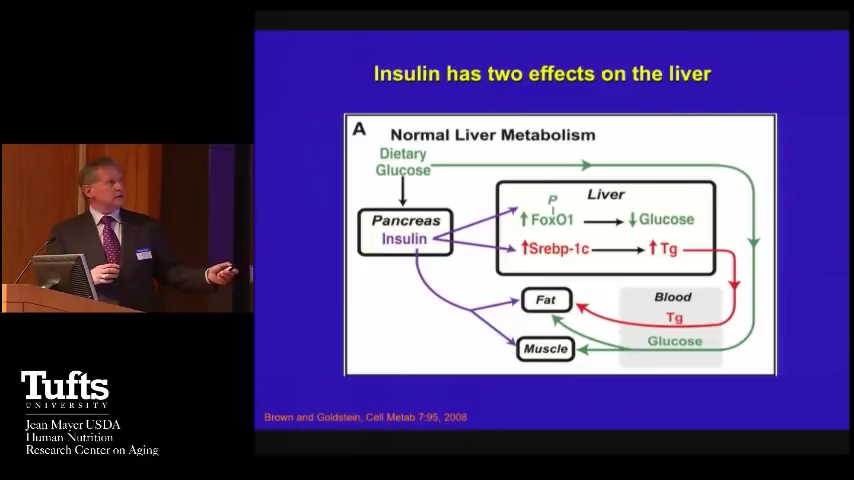 Insulin has two effects on the liver
A
Normal Liver Metabolism
Dietary
Glucose
Liver
P
↑FoxO1 → ↓Glucose
Pancreas
Insulin
↑Srebp-1c → ↑Tg
Fat
Blood
Tg
Muscle
Glucose
Brown and Goldstein, Cell Metab 7:95, 2008
Tufts
UNIVERSITY
Jean Mayer USDA
Human Nutrition
Research Center on Aging